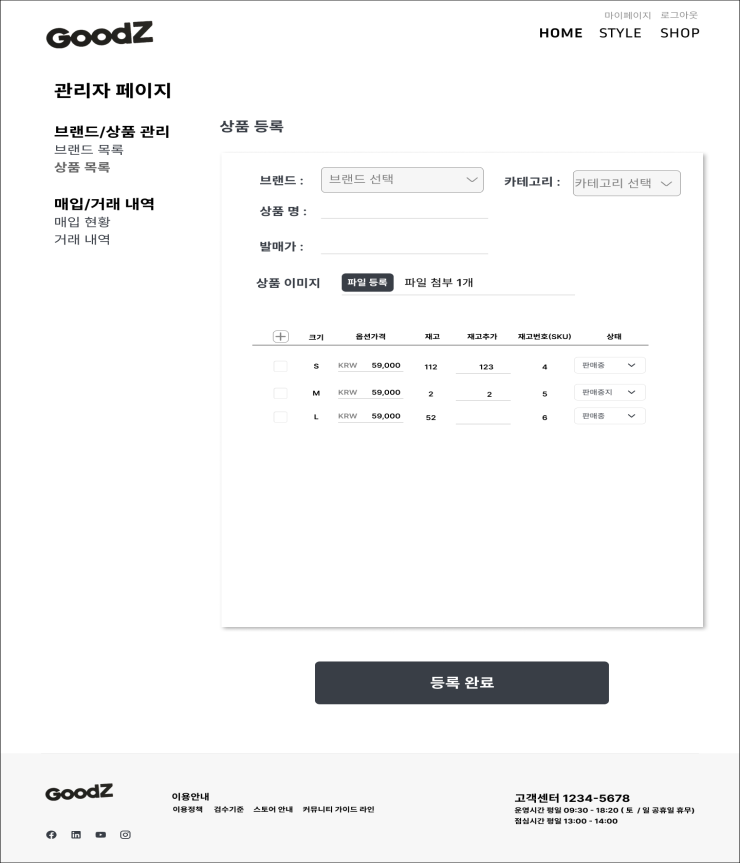 마이페이지 로그아웃
GoodZ
HOME STYLE SHOP
관리자 페이지
브랜드/상품 관리
브랜드 목록
상품 목록
매입/거래 내역
매입 현황
거래 내역
상품 등록
브랜드 : 브랜드 선택 카테고리 : 카테고리 선택
상품 명 :
발매가 :
상품 이미지 파일 등록 파일 첨부 1개
크기 옵션가격 재고 재고추가 재고번호(SKU) 상태
S KRW 59,000 112 123 4 판매중
M KRW 59,000 2 2 5 판매중지
L KRW 59,000 52 6 판매중
등록 완료
GoodZ
이용안내
이용정책 검수기준 스토어 안내 커뮤니티 가이드 라인
고객센터 1234-5678
운영시간 평일 09:30 - 18:20 ( 토 / 일 공휴일 휴무)
점심시간 평일 13:00 - 14:00